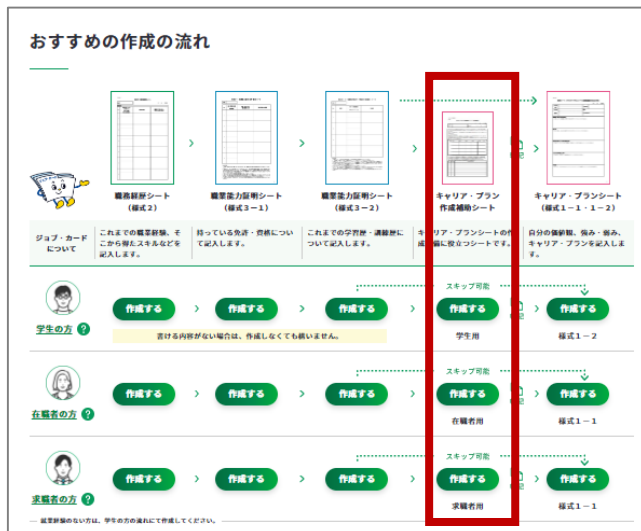 おすすめの作成の流れ
職務経歴シート
（様式2）
職業能力証明シート
（様式3－1）
職業能力証明シート
（様式3－2）
キャリア・プラン
作成補助シート
キャリア・プランシート
（様式1－1・1－2）
ジョブ・カード
について
これまでの職業経験、そ
こから得たスキルなどを
記入します。
持っている免許・資格につい
て記入します。
これまでの学習歴・訓練歴に
ついて記入します。
キャリア・プランシートの作
成準備に役立つシートです。
自分の価値観、強み・弱み、
キャリア・プランを記入しま
す。
スキップ可能
学生の方 ?
作成する
作成する
作成する
作成する
作成する
書ける内容がない場合は、作成しなくても構いません。
学生用
様式1－2
スキップ可能
在職者の方 ?
作成する
作成する
作成する
作成する
作成する
在職者用
様式1－1
スキップ可能
求職者の方 ?
作成する
作成する
作成する
作成する
作成する
求職者用
様式1－1
就業経験のない方は、学生の方の流れにて作成してください。